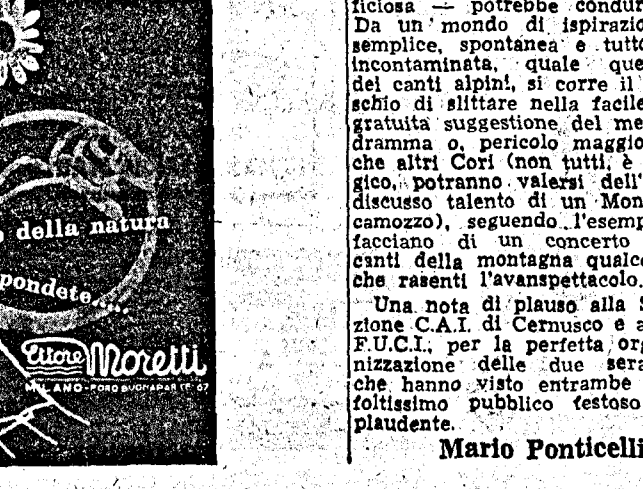 della natura
pondete.....
Ettore Moretti
MILANO - FORO BUONAPARTE 67
ficiosa — potrebbe condur
Da un mondo di ispirazio
semplice, spontanea e tutto
incontaminata, quale que
dei canti alpini, si corre il
schio di slittare nella facile
gratuita suggestione del me
dramma o, pericolo maggio
che altri Cori (non tutti, è
gico, potranno valersi dell'
discusso talento di un Mon
camozzo), seguendo l'esemp
facciano di un concerto
canti della montagna qualco
che rasenti l'avanspettacolo.
Una nota di plauso alla S
zione C.A.I. di Cernusco e a
F.U.C.I., per la perfetta org
nizzazione delle due sera
che hanno visto entrambe
foltissimo pubblico festoso
plaudente.
Mario Ponticelli